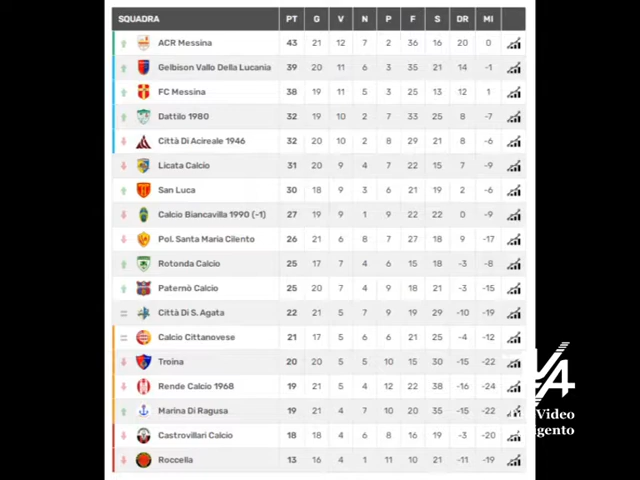 SQUADRA PT G V N P F S DR MI
ACR Messina 43 21 12 7 2 36 16 20 0
Gelbison Vallo Della Lucania 39 20 11 6 3 35 21 14 -1
FC Messina 38 19 11 5 3 25 13 12 1
Dattilo 1980 32 19 10 2 7 33 25 8 -7
Città Di Acireale 1946 32 20 10 2 8 29 21 8 -6
Licata Calcio 31 20 9 4 7 22 15 7 -9
San Luca 30 18 9 3 6 21 19 2 -6
Calcio Biancavilla 1990 (-1) 27 19 9 1 9 22 22 0 -9
Pol. Santa Maria Cilento 26 21 6 8 7 27 18 9 -17
Rotonda Calcio 25 17 7 4 6 15 18 -3 -8
Paternò Calcio 25 20 7 4 9 18 21 -3 -15
Città Di S. Agata 22 21 5 7 9 19 29 -10 -19
Calcio Cittanovese 21 17 5 6 6 21 25 -4 -12
Troina 20 20 5 5 10 15 30 -15 -22
Rende Calcio 1968 19 21 5 4 12 22 38 -16 -24
Marina Di Ragusa 19 21 4 7 10 20 35 -15 -22
Castrovillari Calcio 18 18 4 6 8 16 19 -3 -20
Roccella 13 16 4 1 11 10 21 -11 -19
VA
Video
igento